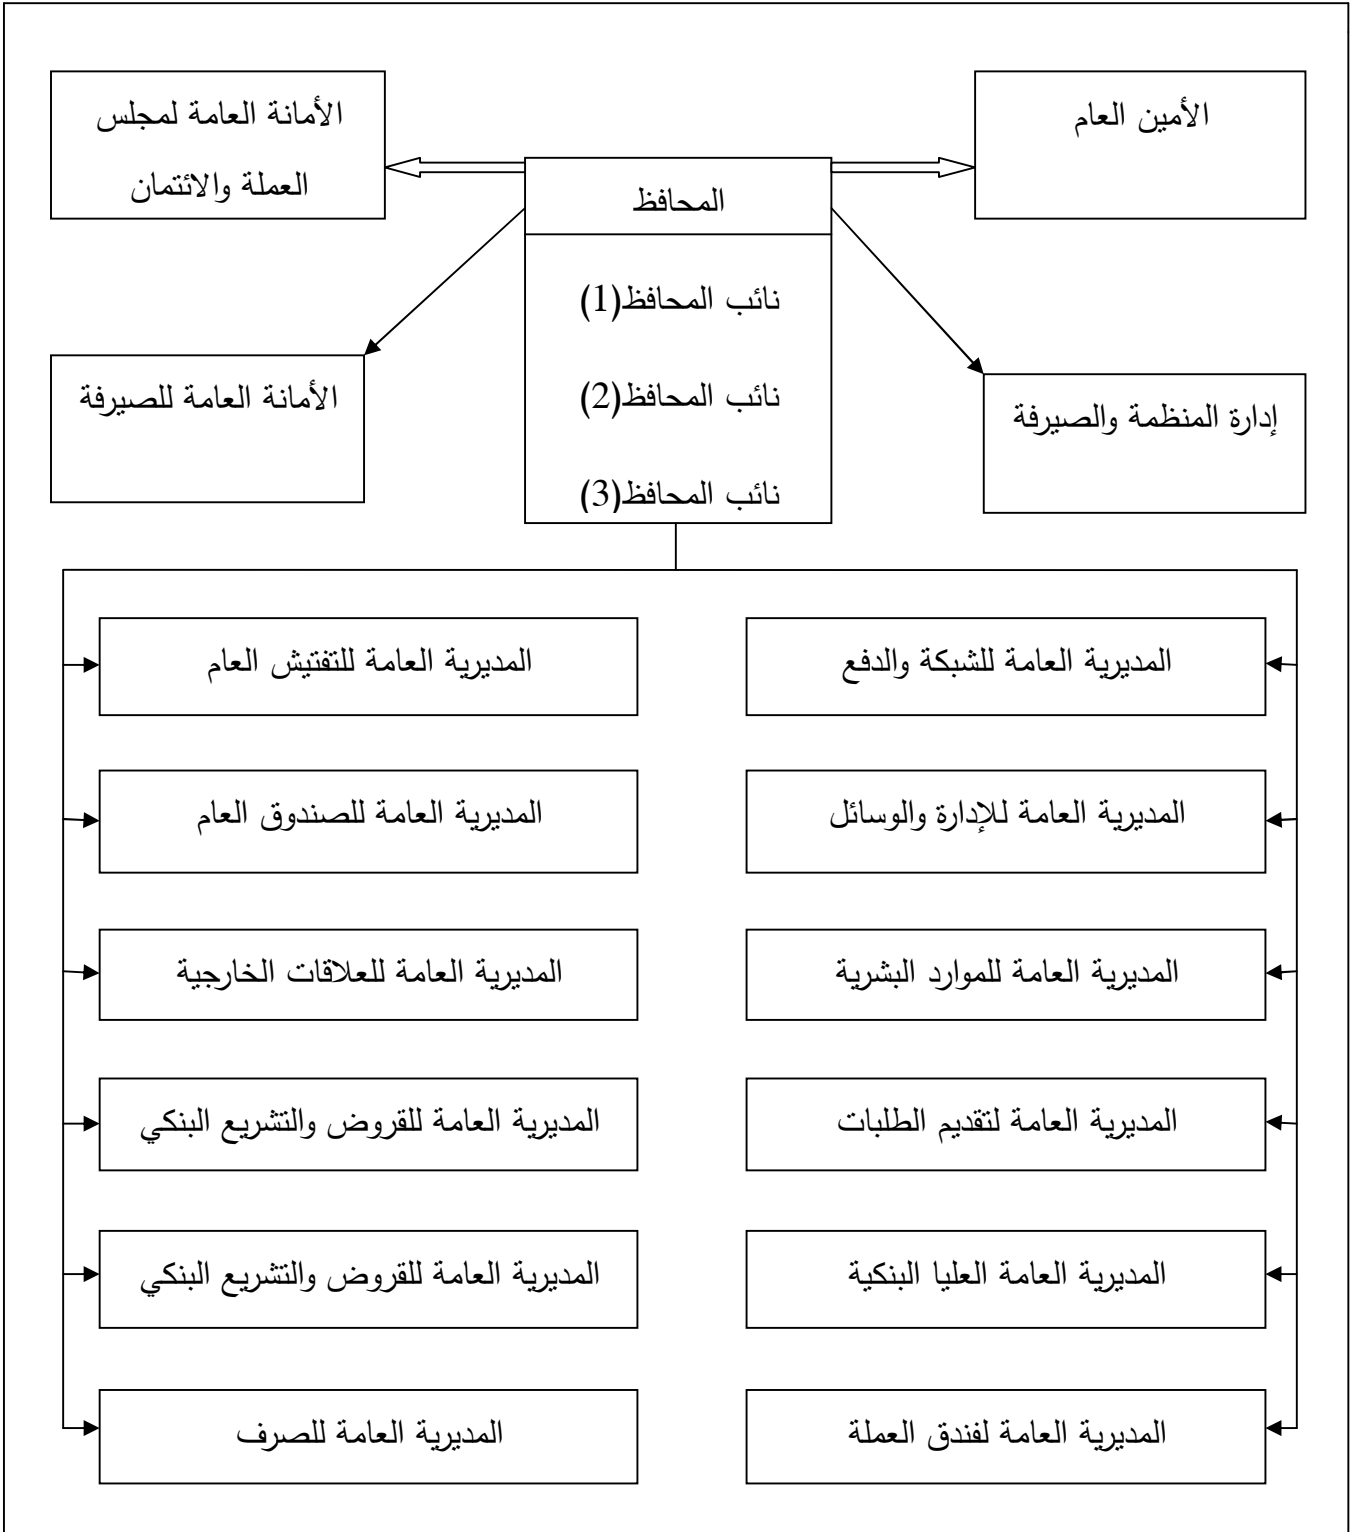 الأمين العام
الأمانة العامة لمجلس
العملة والائتمان
المحافظ
نائب المحافظ(1)
نائب المحافظ(2)
نائب المحافظ(3)
إدارة المنظمة والصيرفة
الأمانة العامة للصيرفة
المديرية العامة للشبكة والدفع
المديرية العامة للتفتيش العام
المديرية العامة للإدارة والوسائل
المديرية العامة للصندوق العام
المديرية العامة للموارد البشرية
المديرية العامة للعلاقات الخارجية
المديرية العامة لتقديم الطلبات
المديرية العامة للقروض والتشريع البنكي
المديرية العامة العليا البنكية
المديرية العامة للقروض والتشريع البنكي
المديرية العامة لفندق العملة
المديرية العامة للصرف